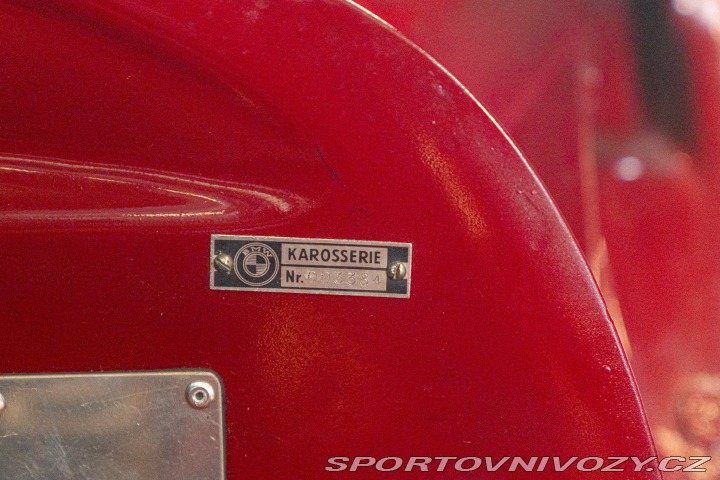 BMW
KAROSSERIE
Nr.
SPORTOVNIVOZY.CZ